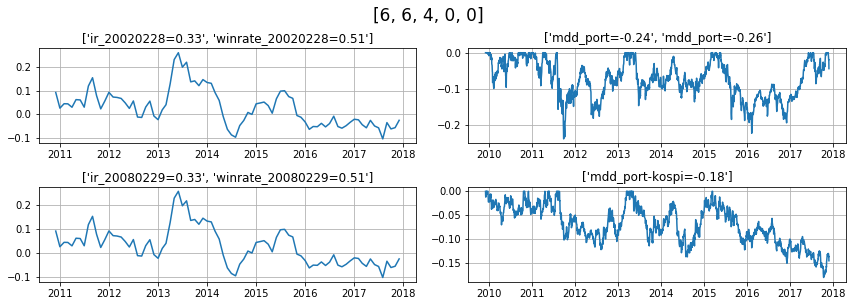 [6, 6, 4, 0, 0]
['ir_20020228=0.33', 'winrate_20020228=0.51']
0.2
0.1
0.0
−0.1
2011 2012 2013 2014 2015 2016 2017 2018
['mdd_port=-0.24', 'mdd_port=-0.26']
0.0
−0.1
−0.2
2010 2011 2012 2013 2014 2015 2016 2017 2018
['ir_20080229=0.33', 'winrate_20080229=0.51']
0.2
0.1
0.0
−0.1
2011 2012 2013 2014 2015 2016 2017 2018
['mdd_port-kospi=-0.18']
0.00
−0.05
−0.10
−0.15
2010 2011 2012 2013 2014 2015 2016 2017 2018